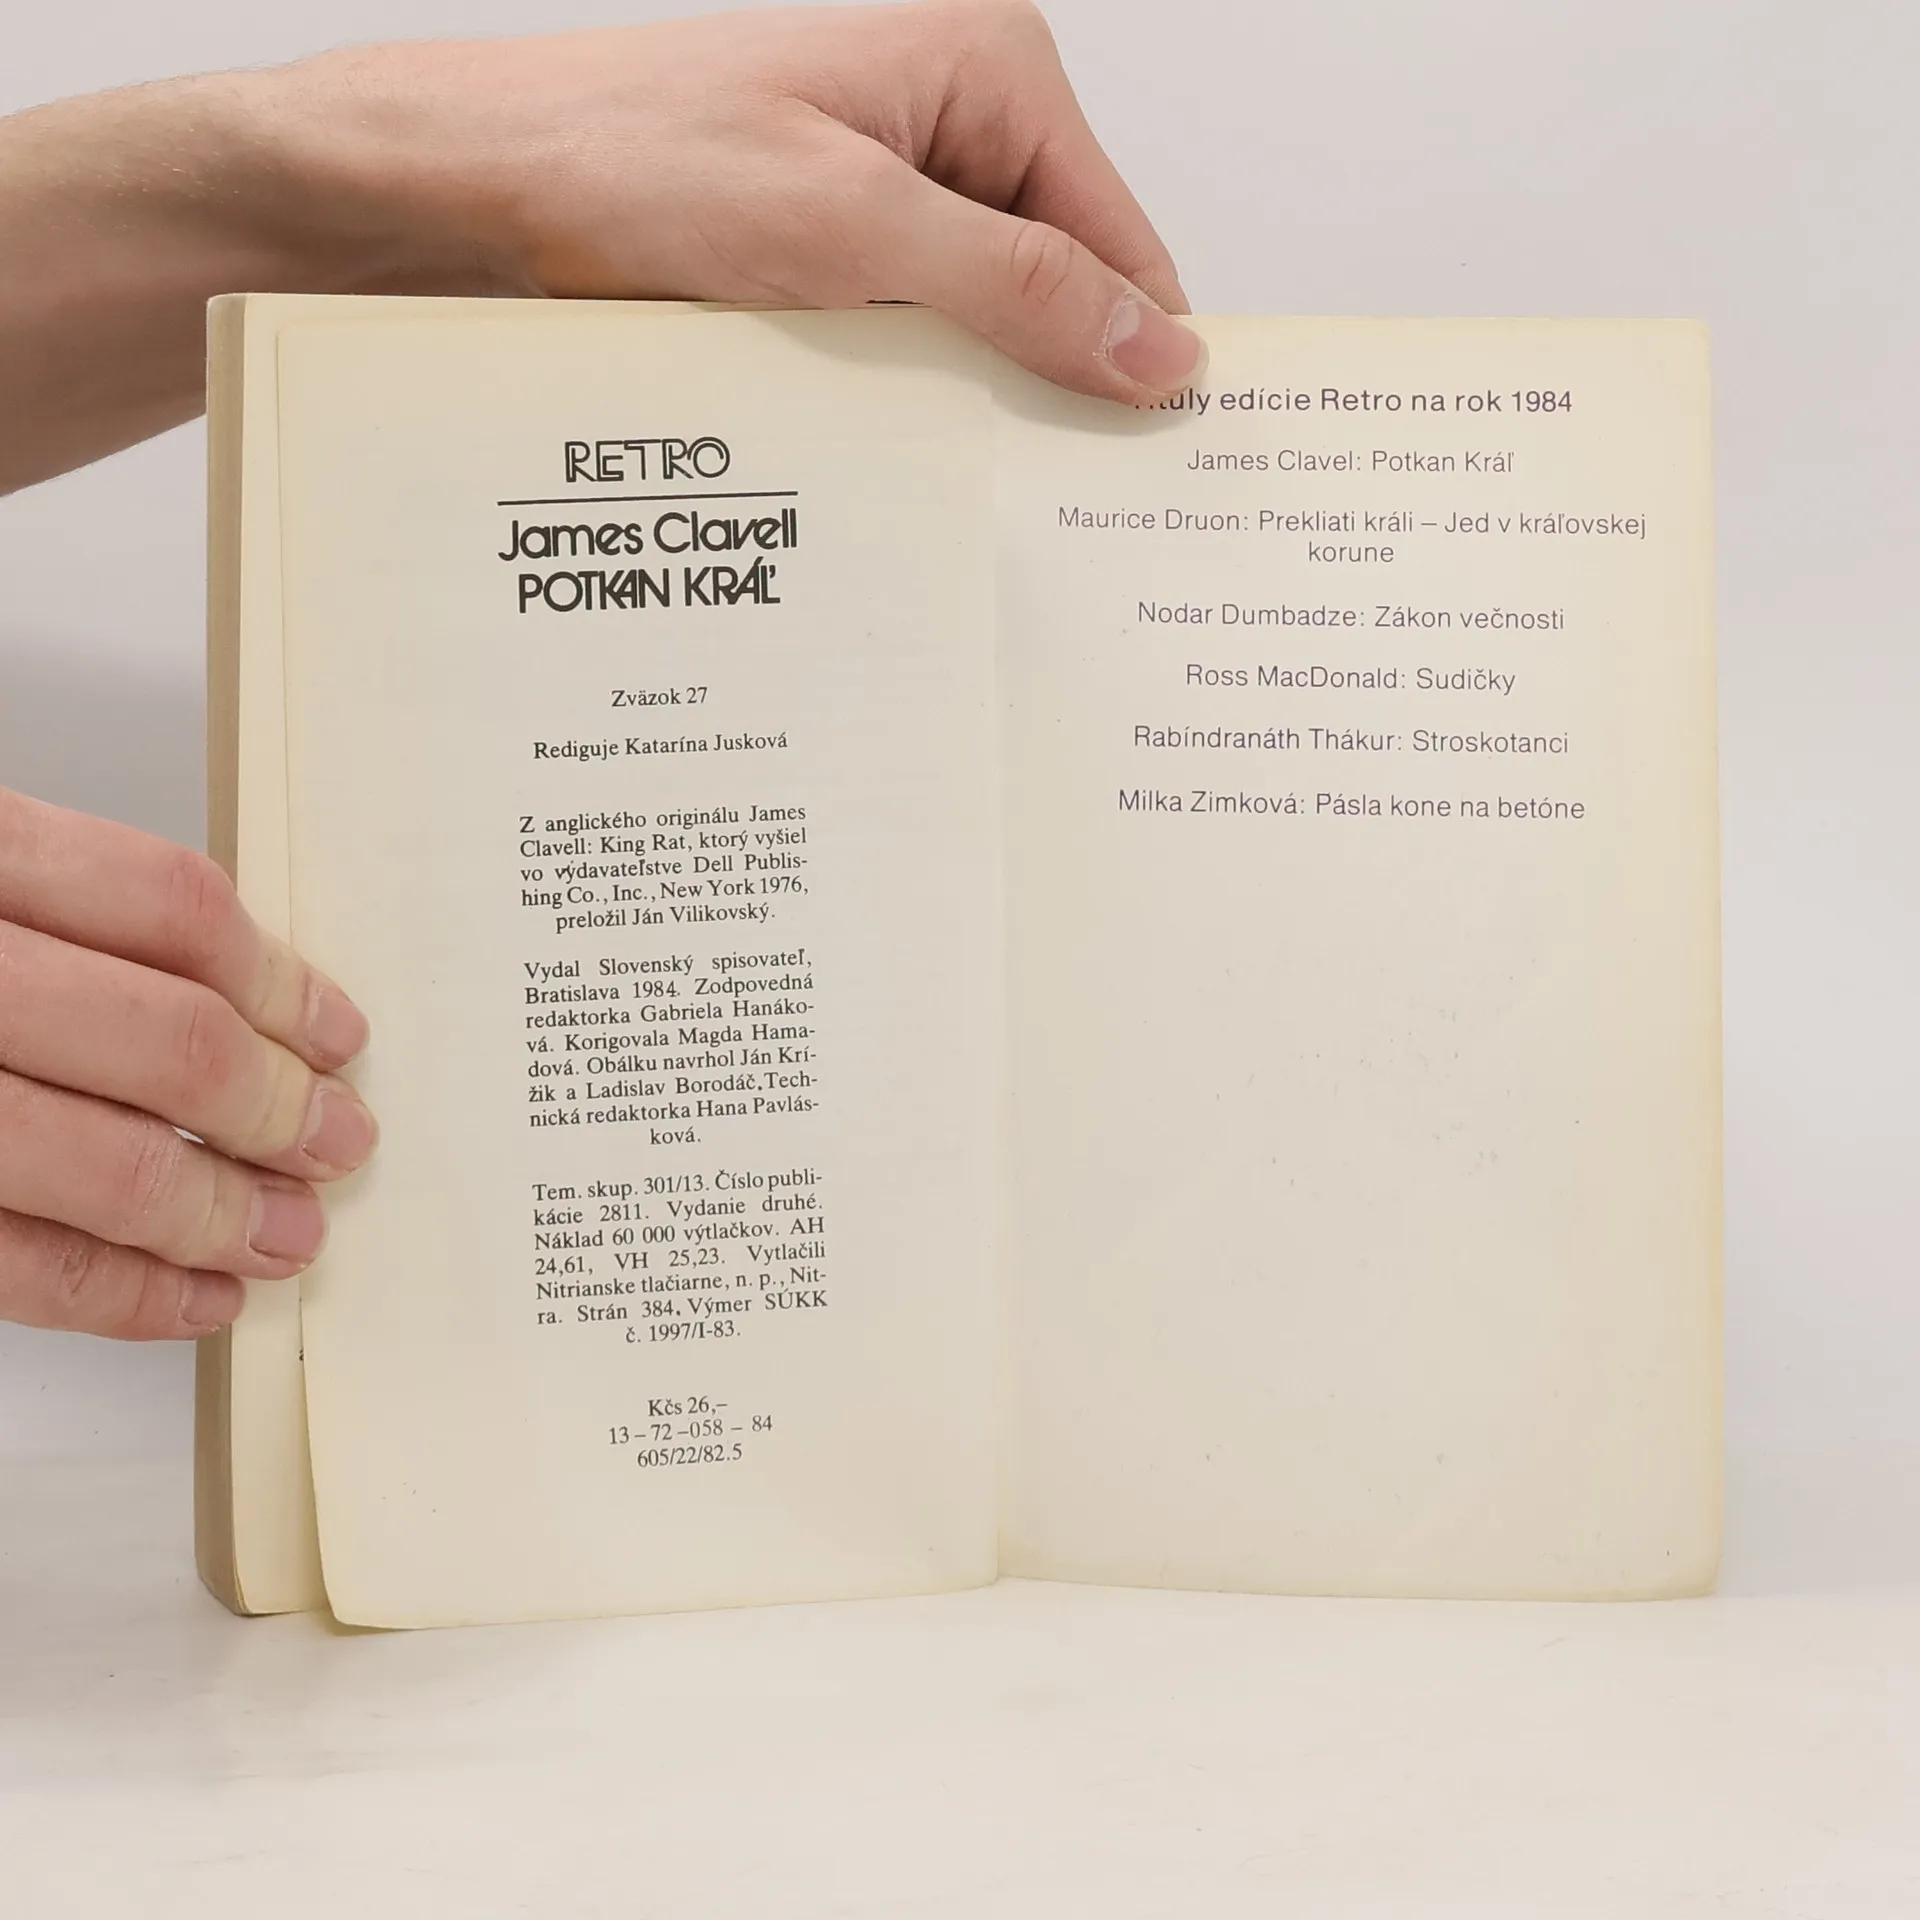 RETRO
James Clavell
POTKAN KRÁĽ
Zväzok 27
Rediguje Katarína Jusková
Z anglického originálu James
Clavell: King Rat, ktorý vyšiel
vo vydavateľstve Dell Publis-
hing Co., Inc., New York 1976,
preložil Ján Vilikovský.
Vydal Slovenský spisovateľ,
Bratislava 1984. Zodpovedná
redaktorka Gabriela Hanáko-
vá. Korigovala Magda Hama-
dová. Obálku navrhol Ján Krí-
žik a Ladislav Borodáč. Tech-
nická redaktorka Hana Pavlás-
ková.
Tem. skup. 301/13. Číslo publi-
kácie 2811. Vydanie druhé.
Náklad 60 000 výtlačkov. AH
24,61, VH 25,23. Vytlačili
Nitrianske tlačiarne, n. p., Nit-
ra. Strán 384. Výmer SÚKK
č. 1997/I-83.
Kčs 26,–
13 – 72 –058 – 84
605/22/82.5
edície Retro na rok 1984
James Clavel: Potkan Kráľ
Maurice Druon: Prekliati králi – Jed v kráľovskej
korune
Nodar Dumbadze: Zákon večnosti
Ross MacDonald: Sudičky
Rabíndranáth Thákur: Stroskotanci
Milka Zimková: Pásla kone na betóne